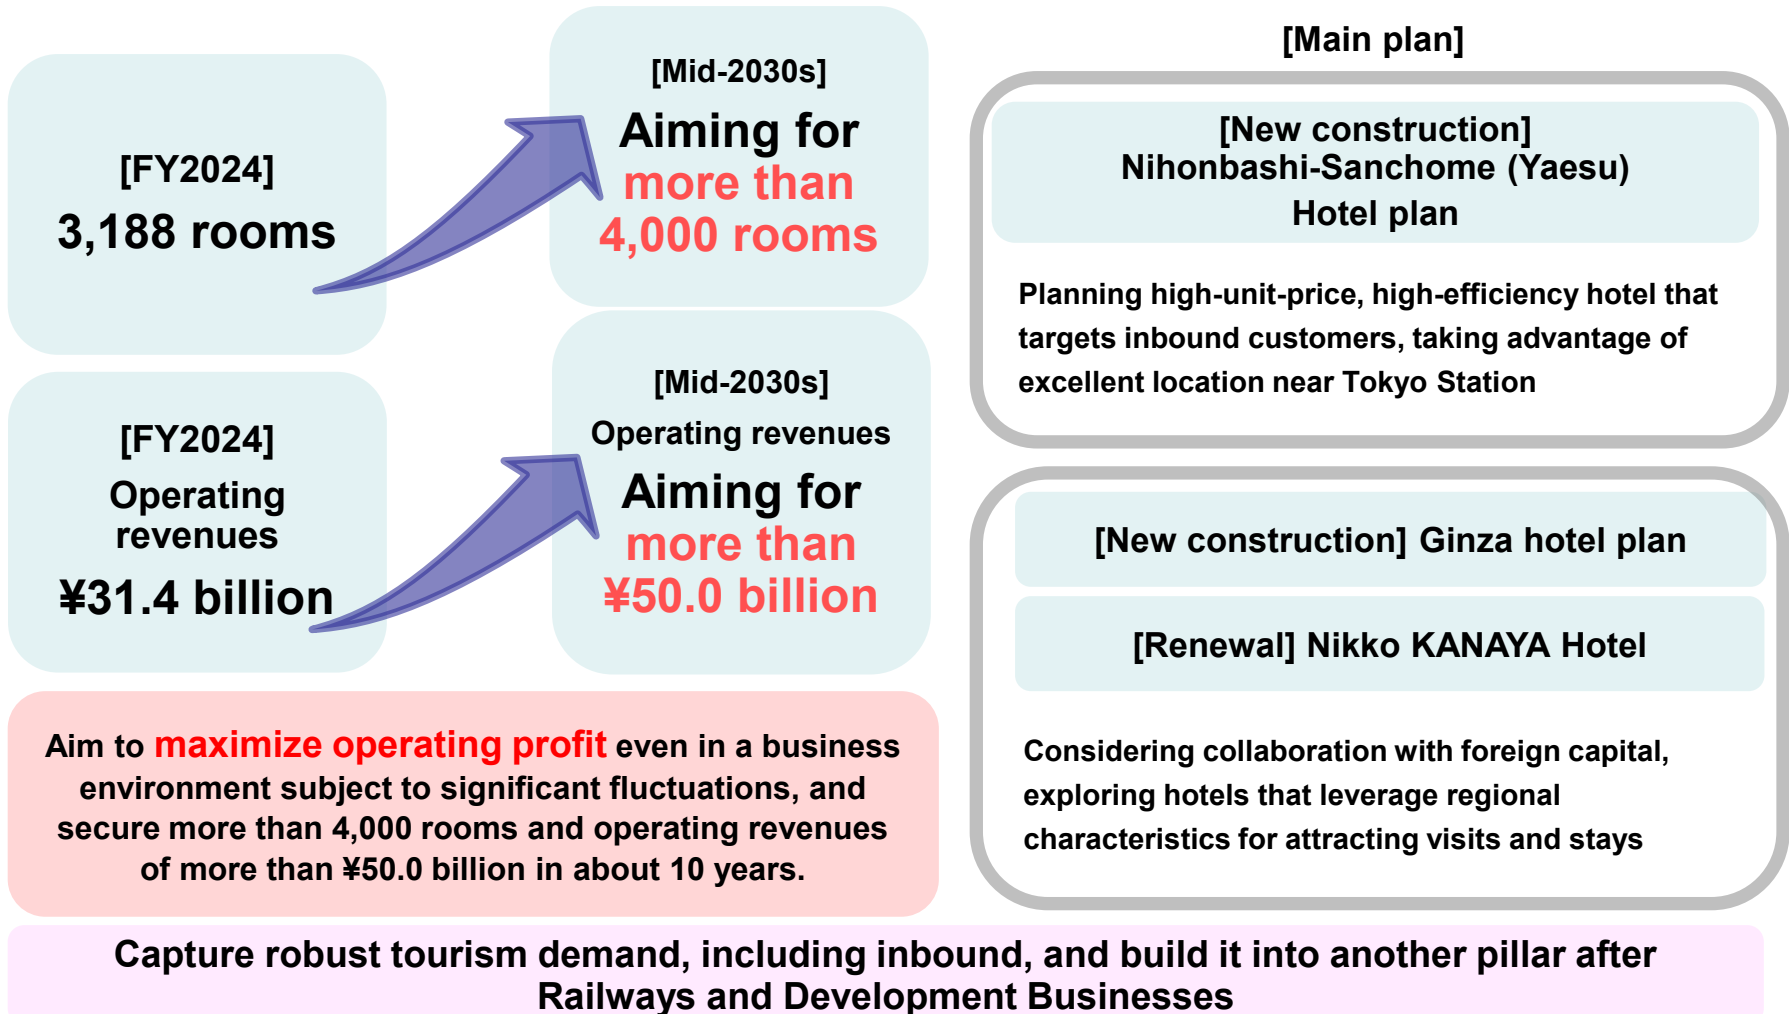 [FY2024]
3,188 rooms
[Mid-2030s]
Aiming for
more than
4,000 rooms
[FY2024]
Operating
revenues
¥31.4 billion
[Mid-2030s]
Operating revenues
Aiming for
more than
¥50.0 billion
Aim to maximize operating profit even in a business
environment subject to significant fluctuations, and
secure more than 4,000 rooms and operating revenues
of more than ¥50.0 billion in about 10 years.
[Main plan]
[New construction]
Nihonbashi-Sanchome (Yaesu)
Hotel plan
Planning high-unit-price, high-efficiency hotel that
targets inbound customers, taking advantage of
excellent location near Tokyo Station
[New construction] Ginza hotel plan
[Renewal] Nikko KANAYA Hotel
Considering collaboration with foreign capital,
exploring hotels that leverage regional
characteristics for attracting visits and stays
Capture robust tourism demand, including inbound, and build it into another pillar after
Railways and Development Businesses